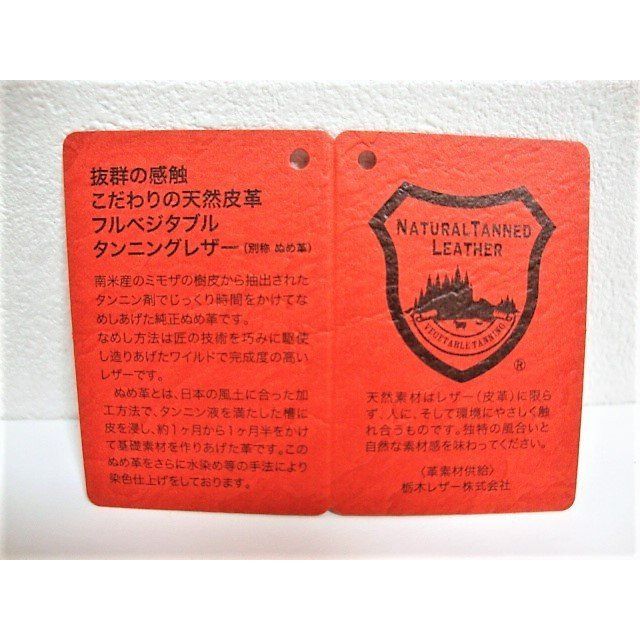 抜群の感触
こだわりの天然皮革
フルベジタブル
タンニングレザー（別称 ぬめ革）
南米産のミモザの樹皮から抽出された
タンニン剤でじっくり時間をかけてな
めしあげた純正ぬめ革です。
なめし方法は匠の技術を巧みに駆使
し造りあげたワイルドで完成度の高い
レザーです。
ぬめ革とは、日本の風土に合った加
工方法で、タンニン液を満たした槽に
皮を浸し、約1ヶ月から1ヶ月半をかけ
て基礎素材を作りあげた革です。この
ぬめ革をさらに水染め等の手法により
染色仕上げをしております。
NATURAL TANNED
LEATHER
VEGETABLE TANNING
®
天然素材はレザー（皮革）に限ら
ず、人に、そして環境にやさしく触
れ合うものです。独特の風合いと
自然な素材感を味わってください。
〈革素材供給〉
栃木レザー株式会社